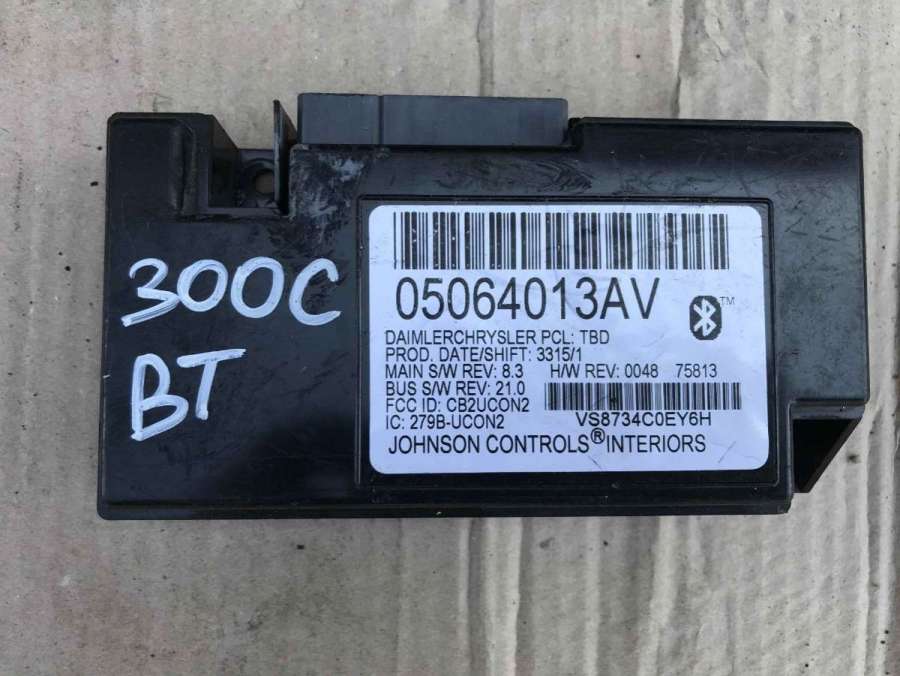 300C
BT
05064013AV
TM
DAIMLERCHRYSLER PCL: TBD
PROD. DATE/SHIFT: 3315/1
MAIN S/W REV: 8.3 H/W REV: 0048 75813
BUS S/W REV: 21.0
FCC ID: CB2UCON2
IC: 279B-UCON2
VS8734C0EY6H
JOHNSON CONTROLS® INTERIORS